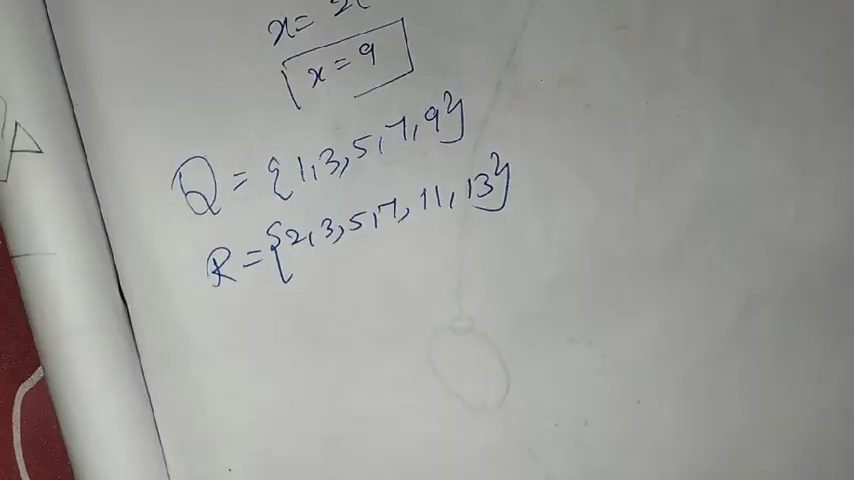 x =
x = 9
Q = {1, 3, 5, 7, 9}
R = {2, 3, 5, 7, 11, 13}